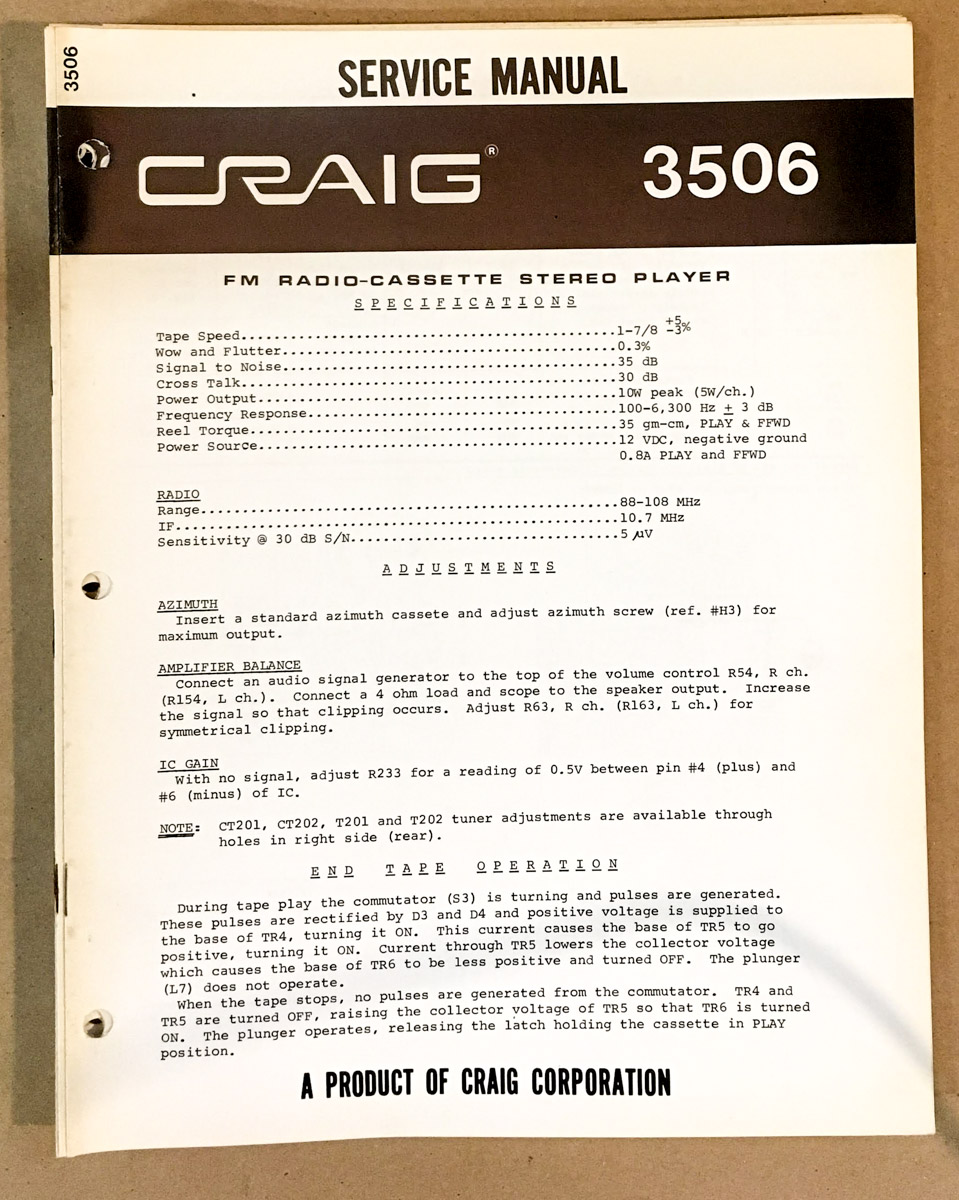 3506
SERVICE MANUAL
CRAIG® 3506
FM RADIO-CASSETTE STEREO PLAYER
SPECIFICATIONS
Tape Speed..............................................1-7/8 +5 -3%
Wow and Flutter.........................................0.3%
Signal to Noise.........................................35 dB
Cross Talk..............................................30 dB
Power Output............................................10W peak (5W/ch.)
Frequency Response......................................100-6,300 Hz ± 3 dB
Reel Torque.............................................35 gm-cm, PLAY & FFWD
Power Source............................................12 VDC, negative ground
0.8A PLAY and FFWD
RADIO
Range...................................................88-108 MHz
IF......................................................10.7 MHz
Sensitivity @ 30 dB S/N.................................5 µV
ADJUSTMENTS
AZIMUTH
Insert a standard azimuth cassete and adjust azimuth screw (ref. #H3) for
maximum output.
AMPLIFIER BALANCE
Connect an audio signal generator to the top of the volume control R54, R ch.
(R154, L ch.). Connect a 4 ohm load and scope to the speaker output. Increase
the signal so that clipping occurs. Adjust R63, R ch. (R163, L ch.) for
symmetrical clipping.
IC GAIN
With no signal, adjust R233 for a reading of 0.5V between pin #4 (plus) and
#6 (minus) of IC.
NOTE: CT201, CT202, T201 and T202 tuner adjustments are available through
holes in right side (rear).
END TAPE OPERATION
During tape play the commutator (S3) is turning and pulses are generated.
These pulses are rectified by D3 and D4 and positive voltage is supplied to
the base of TR4, turning it ON. This current causes the base of TR5 to go
positive, turning it ON. Current through TR5 lowers the collector voltage
which causes the base of TR6 to be less positive and turned OFF. The plunger
(L7) does not operate.
When the tape stops, no pulses are generated from the commutator. TR4 and
TR5 are turned OFF, raising the collector voltage of TR5 so that TR6 is turned
ON. The plunger operates, releasing the latch holding the cassette in PLAY
position.
A PRODUCT OF CRAIG CORPORATION